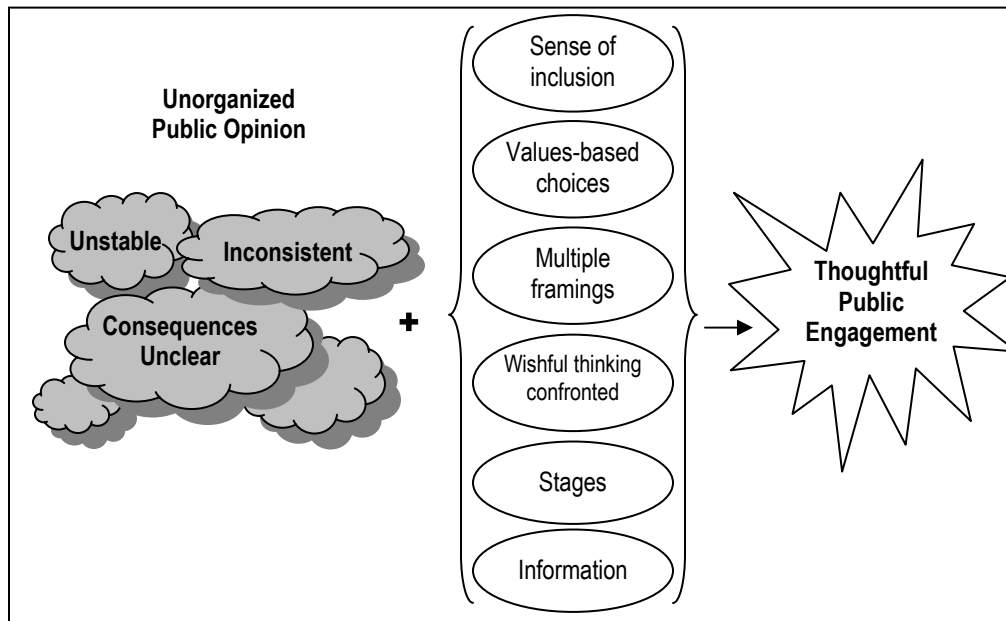 Unorganized
Public Opinion
Unstable
Inconsistent
Consequences
Unclear
+
Sense of
inclusion
Values-based
choices
Multiple
framings
Wishful thinking
confronted
Stages
Information
Thoughtful
Public
Engagement